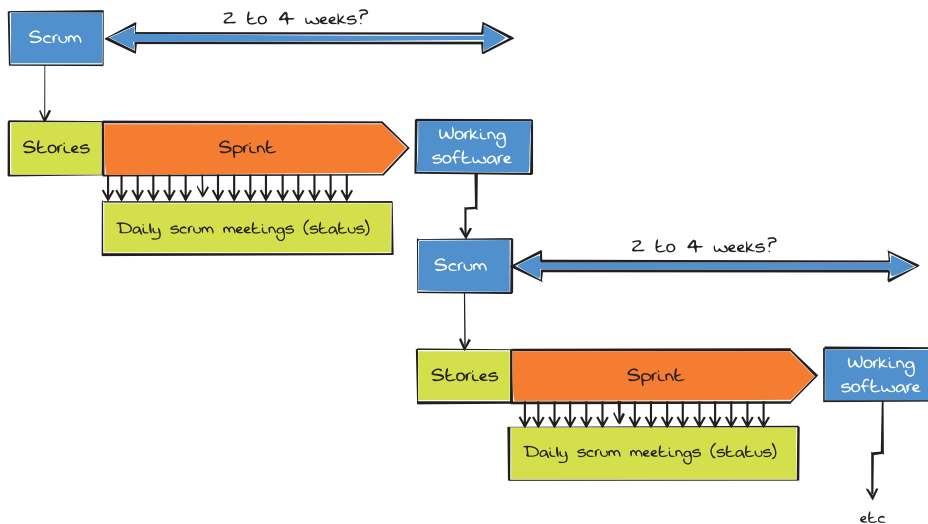 2 to 4 weeks?
Scrum
Stories
Sprint
Working
software
Daily scrum meetings (status)
Scrum
2 to 4 weeks?
Stories
Sprint
Working
software
Daily scrum meetings (status)
etc